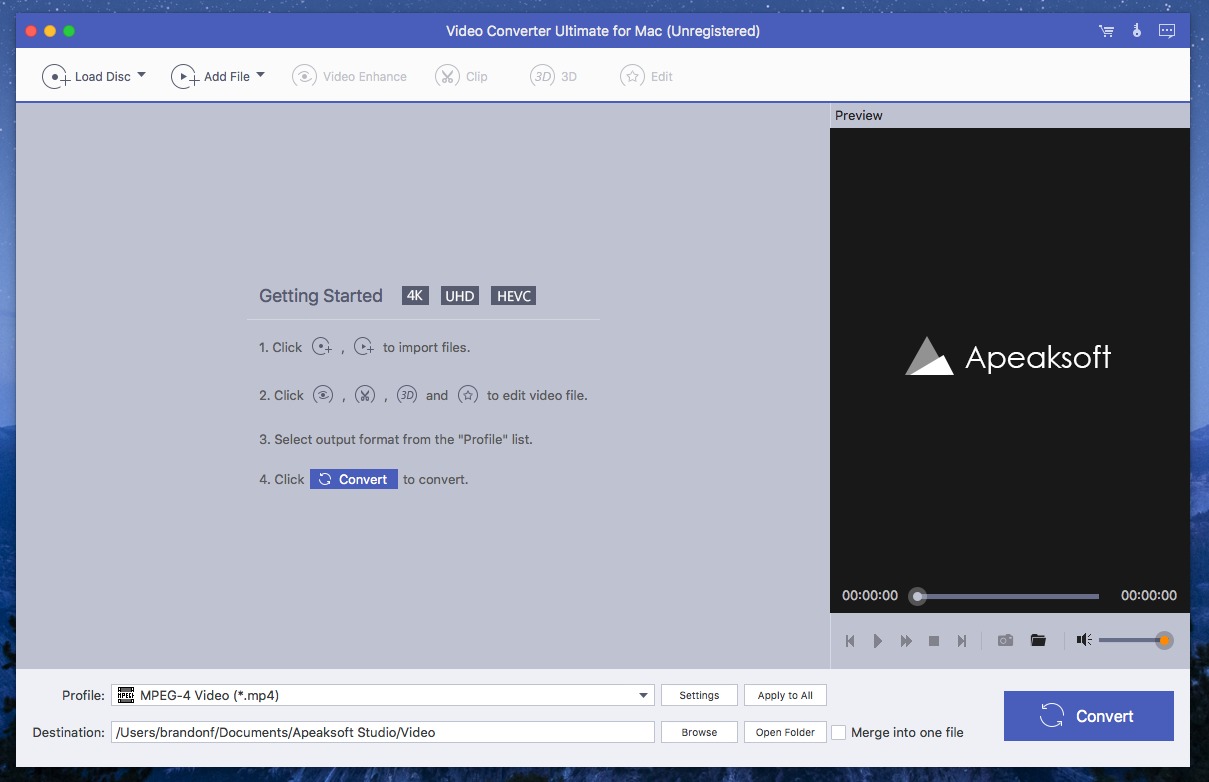 Video Converter Ultimate for Mac (Unregistered)
Load Disc Add File Video Enhance Clip 3D 3D Edit
Preview
Getting Started 4K UHD HEVC
1. Click , to import files.
2. Click , , 3D and to edit video file.
3. Select output format from the "Profile" list.
4. Click Convert to convert.
Apeaksoft
00:00:00 00:00:00
Profile: MPEG MPEG-4 Video (*.mp4) Settings Apply to All
Convert
Destination: /Users/brandonf/Documents/Apeaksoft Studio/Video Browse Open Folder Merge into one file